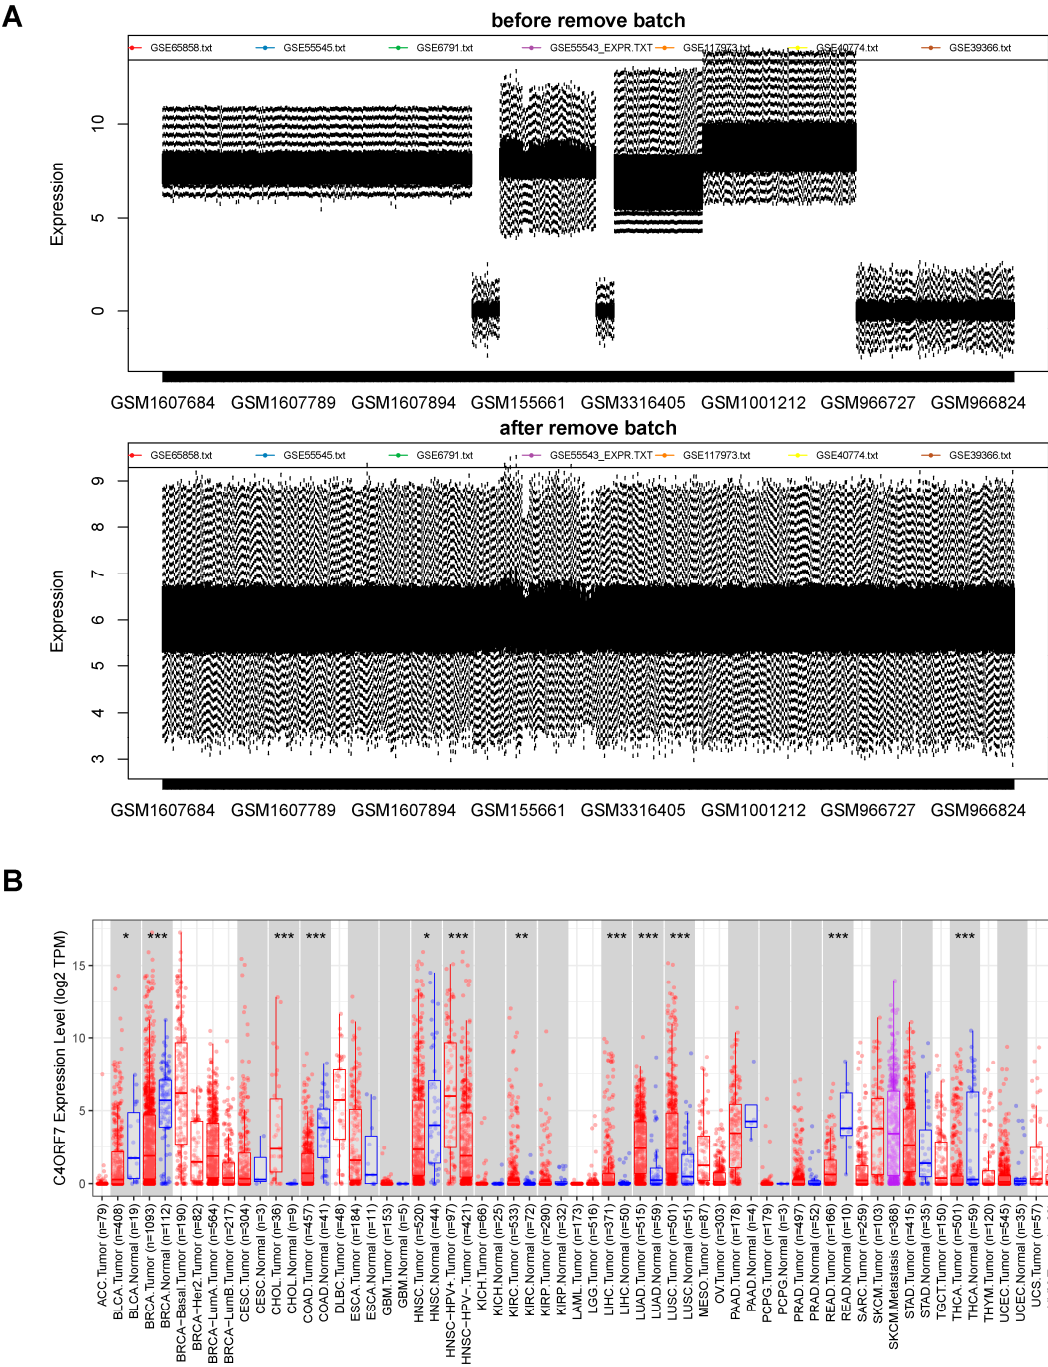 A
before remove batch
GSE65858.txt GSE55545.txt GSE6791.txt GSE55543_EXPR.TXT GSE117973.txt GSE40774.txt GSE39366.txt
Expression
10
5
0
GSM1607684 GSM1607789 GSM1607894 GSM155661 GSM3316405 GSM1001212 GSM966727 GSM966824
after remove batch
GSE65858.txt GSE55545.txt GSE6791.txt GSE55543_EXPR.TXT GSE117973.txt GSE40774.txt GSE39366.txt
Expression
9
8
7
6
5
4
3
GSM1607684 GSM1607789 GSM1607894 GSM155661 GSM3316405 GSM1001212 GSM966727 GSM966824
B
C4ORF7 Expression Level (log2 TPM)
* *** *** *** * *** ** *** *** *** *** ***
15
10
5
0
ACC.Tumor (n=79)
BLCA.Tumor (n=408)
BLCA.Normal (n=19)
BRCA.Tumor (n=1093)
BRCA.Normal (n=112)
BRCA-Basal.Tumor (n=190)
BRCA-Her2.Tumor (n=82)
BRCA-LumA.Tumor (n=564)
BRCA-LumB.Tumor (n=217)
CESC.Tumor (n=304)
CESC.Normal (n=3)
CHOL.Tumor (n=36)
CHOL.Normal (n=9)
COAD.Tumor (n=457)
COAD.Normal (n=41)
DLBC.Tumor (n=48)
ESCA.Tumor (n=184)
ESCA.Normal (n=11)
GBM.Tumor (n=153)
GBM.Normal (n=5)
HNSC.Tumor (n=520)
HNSC.Normal (n=44)
HNSC-HPV+.Tumor (n=97)
HNSC-HPV-.Tumor (n=421)
KICH.Tumor (n=66)
KICH.Normal (n=25)
KIRC.Tumor (n=533)
KIRC.Normal (n=72)
KIRP.Tumor (n=290)
KIRP.Normal (n=32)
LAML.Tumor (n=173)
LGG.Tumor (n=516)
LIHC.Tumor (n=371)
LIHC.Normal (n=50)
LUAD.Tumor (n=515)
LUAD.Normal (n=59)
LUSC.Tumor (n=501)
LUSC.Normal (n=51)
MESO.Tumor (n=87)
OV.Tumor (n=303)
PAAD.Tumor (n=178)
PAAD.Normal (n=4)
PCPG.Tumor (n=179)
PCPG.Normal (n=3)
PRAD.Tumor (n=497)
PRAD.Normal (n=52)
READ.Tumor (n=166)
READ.Normal (n=10)
SARC.Tumor (n=259)
SKCM.Tumor (n=103)
SKCM.Metastasis (n=368)
STAD.Tumor (n=415)
STAD.Normal (n=35)
TGCT.Tumor (n=150)
THCA.Tumor (n=501)
THCA.Normal (n=59)
THYM.Tumor (n=120)
UCEC.Tumor (n=545)
UCEC.Normal (n=35)
UCS.Tumor (n=57)